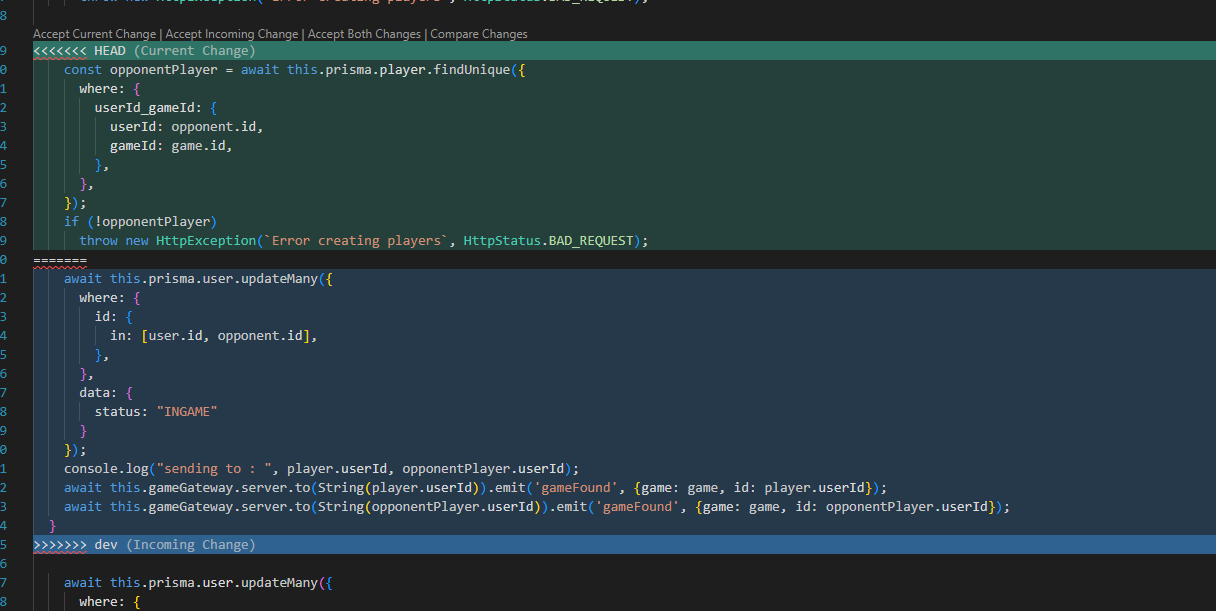 throw new HttpException(`Error creating players`, HttpStatus.BAD_REQUEST);
8
Accept Current Change | Accept Incoming Change | Accept Both Changes | Compare Changes
9 <<<<<<< HEAD (Current Change)
0 const opponentPlayer = await this.prisma.player.findUnique({
1 where: {
2 userId_gameId: {
3 userId: opponent.id,
4 gameId: game.id,
5 },
6 },
7 });
8 if (!opponentPlayer)
9 throw new HttpException(`Error creating players`, HttpStatus.BAD_REQUEST);
0 =======
1 await this.prisma.user.updateMany({
2 where: {
3 id: {
4 in: [user.id, opponent.id],
5 },
6 },
7 data: {
8 status: "INGAME"
9 }
0 });
1 console.log("sending to : ", player.userId, opponentPlayer.userId);
2 await this.gameGateway.server.to(String(player.userId)).emit('gameFound', {game: game, id: player.userId});
3 await this.gameGateway.server.to(String(opponentPlayer.userId)).emit('gameFound', {game: game, id: opponentPlayer.userId});
4 }
5 >>>>>>> dev (Incoming Change)
6
7 await this.prisma.user.updateMany({
8 where: {